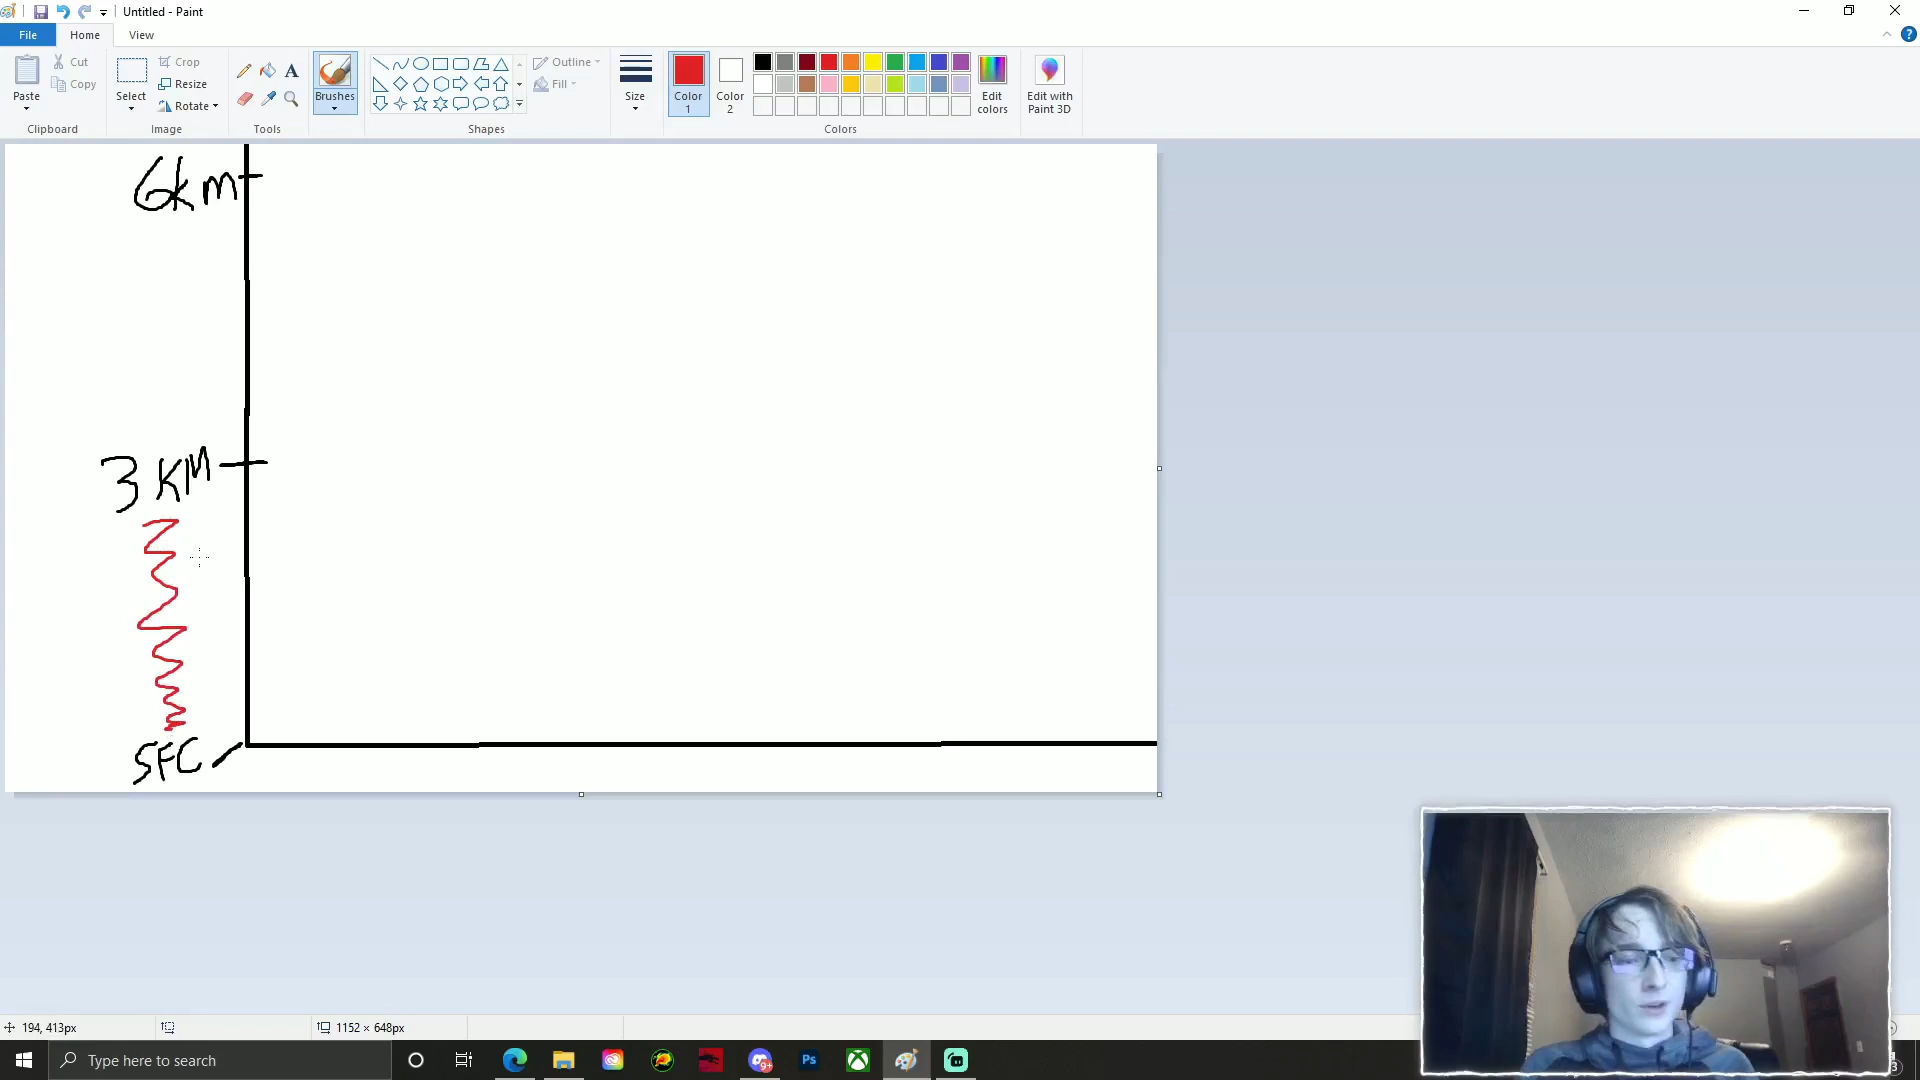 Untitled - Paint
File Home View
Paste
Cut
Copy
Clipboard
Select
Crop
Resize
Rotate
Image
Tools
Brushes
Shapes
Outline
Fill
Size
Color 1
Color 2
Edit colors
Colors
Edit with Paint 3D
6km
3 KM
SFC
194, 413px
1152 × 648px
Type here to search
9+
Ps